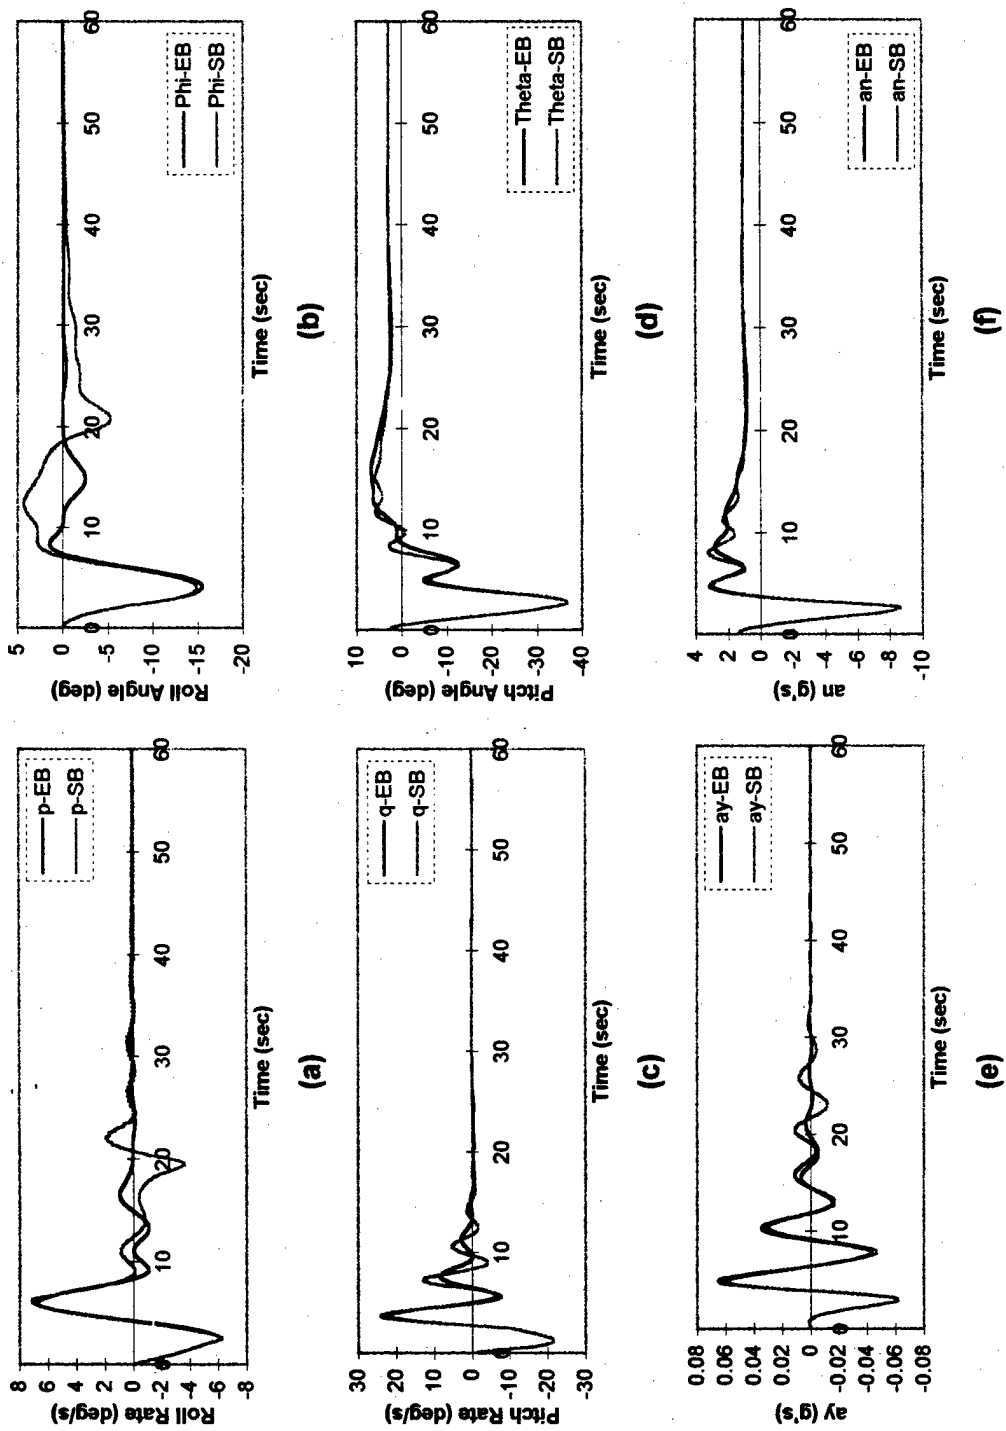 8
6
4
2
0
-2
-4
-6
-8
Roll Rate (deg/s)
0
10
20
30
40
50
60
Time (sec)
p-EB
p-SB
(a)
5
0
-5
-10
-15
-20
Roll Angle (deg)
0
10
20
30
40
50
60
Time (sec)
Phi-EB
Phi-SB
(b)
30
20
10
0
-10
-20
-30
Pitch Rate (deg/s)
0
10
20
30
40
50
60
Time (sec)
q-EB
q-SB
(c)
10
0
-10
-20
-30
-40
Pitch Angle (deg)
0
10
20
30
40
50
60
Time (sec)
Theta-EB
Theta-SB
(d)
0.08
0.06
0.04
0.02
0
-0.02
-0.04
-0.06
-0.08
ay (g's)
0
10
20
30
40
50
60
Time (sec)
ay-EB
ay-SB
(e)
4
2
0
-2
-4
-6
-8
-10
an (g's)
0
10
20
30
40
50
60
Time (sec)
an-EB
an-SB
(f)